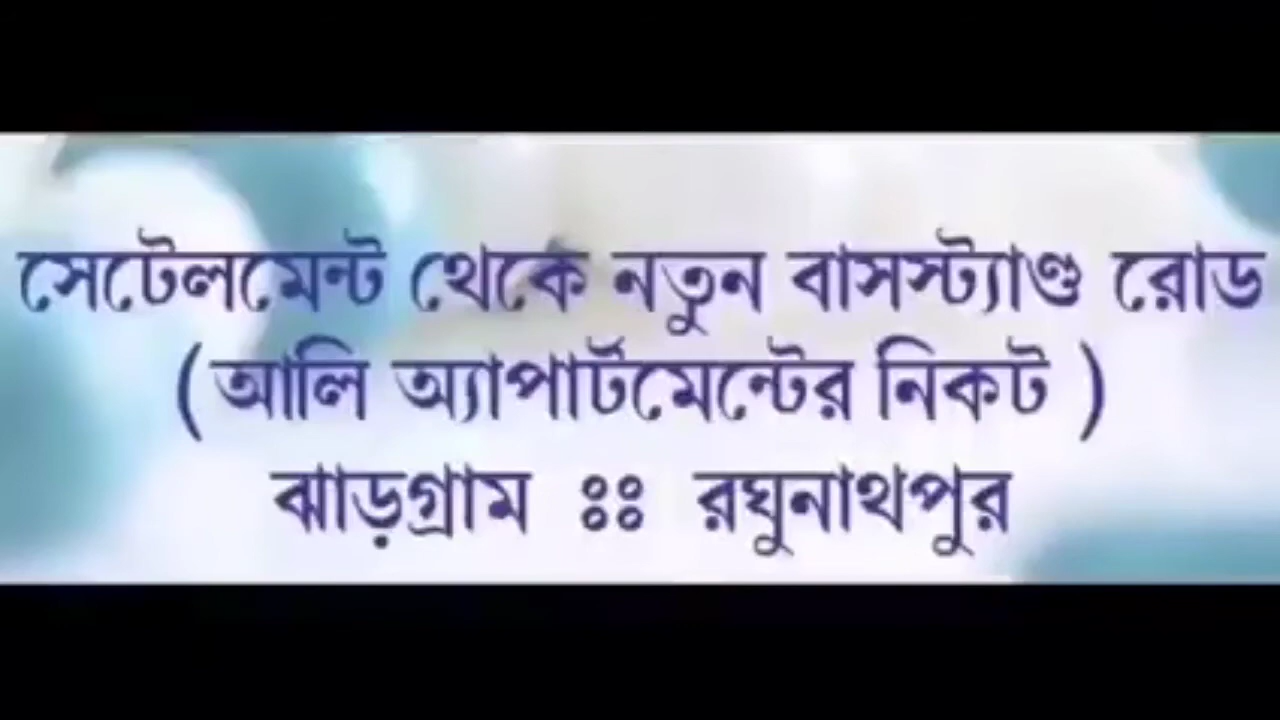 সেটেলমেন্ট থেকে নতুন বাসস্ট্যাণ্ড রোড
(আলি অ্যাপার্টমেন্টের নিকট )
ঝাড়গ্রাম ঃঃ রঘুনাথপুর